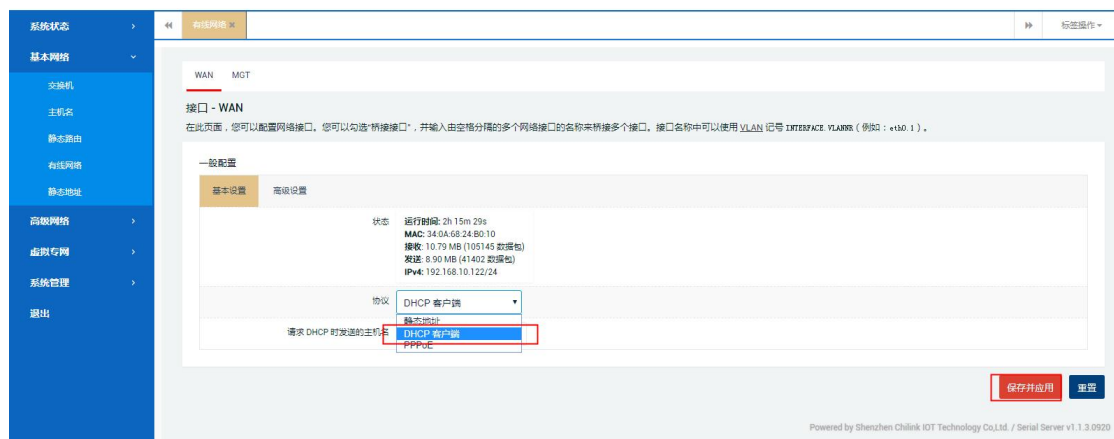 系统状态
基本网络
交换机
主机名
静态路由
有线网络
静态地址
高级网络
虚拟专网
系统管理
退出
有线网络
标签操作
WAN MGT
接口 - WAN
在此页面，您可以配置网络接口。您可以勾选"桥接接口"，并输入由空格分隔的多个网络接口的名称来桥接多个接口。接口名称中可以使用 VLAN 记号 INTERFACE.VLANNR（例如：eth0.1）。
一般配置
基本设置 高级设置
状态 运行时间: 2h 15m 29s
MAC: 34:0A:68:24:B0:10
接收: 10.79 MB (105145 数据包)
发送: 8.90 MB (41402 数据包)
IPv4: 192.168.10.122/24
协议 DHCP 客户端
静态地址
请求 DHCP 时发送的主机名 DHCP 客户端
PPPoE
保存并应用 重置
Powered by Shenzhen Chilink IOT Technology Co,Ltd. / Serial Server v1.1.3.0920